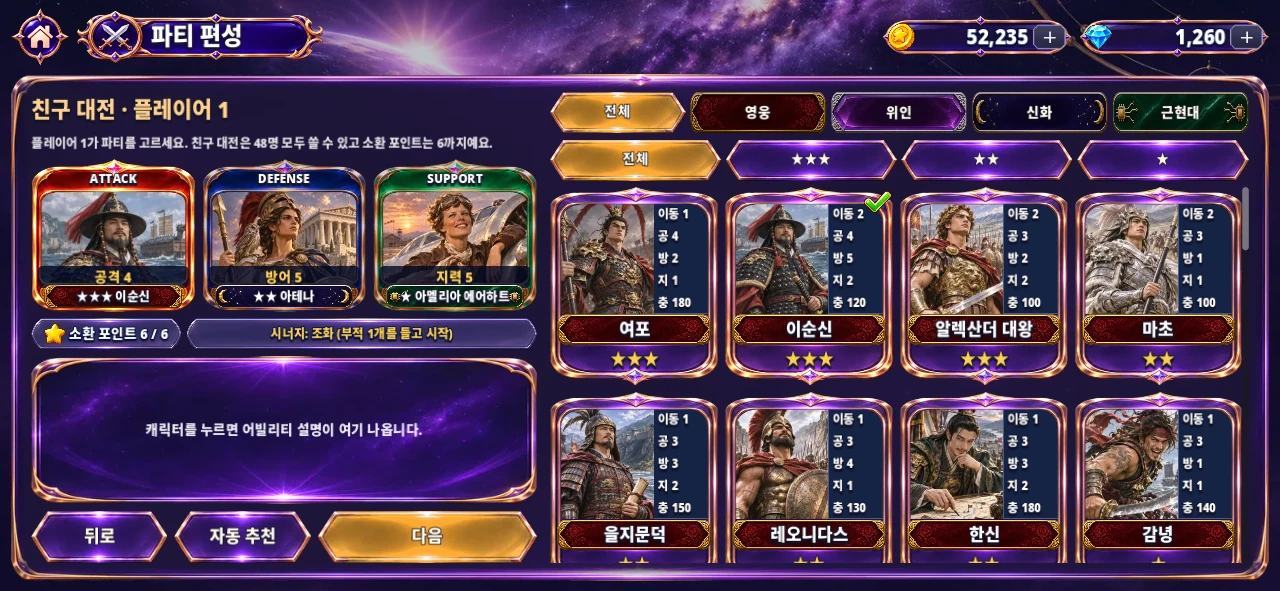 파티 편성
52,235 +
1,260 +
친구 대전 · 플레이어 1
플레이어 1가 파티를 고르세요. 친구 대전은 48명 모두 쓸 수 있고 소환 포인트는 6까지예요.
ATTACK
공격 4
★★★ 이순신
DEFENSE
방어 5
★★ 아테나
SUPPORT
지력 5
★ 아멜리아 에어하트
소환 포인트 6 / 6
시너지: 조화 (부적 1개를 들고 시작)
캐릭터를 누르면 어빌리티 설명이 여기 나옵니다.
뒤로
자동 추천
다음
전체
영웅
위인
신화
근현대
전체
★★★
★★
★
이동 1
공 4
방 2
지 1
충 180
여포
★★★
이동 2
공 4
방 5
지 2
충 120
이순신
★★★
이동 2
공 3
방 2
지 2
충 100
알렉산더 대왕
★★★
이동 2
공 3
방 1
지 1
충 100
마초
★★
이동 1
공 3
방 3
지 2
충 150
을지문덕
★★
이동 1
공 3
방 4
지 1
충 130
레오니다스
★★
이동 1
공 3
방 3
지 2
충 180
한신
★★
이동 1
공 3
방 1
지 1
충 140
감녕
★